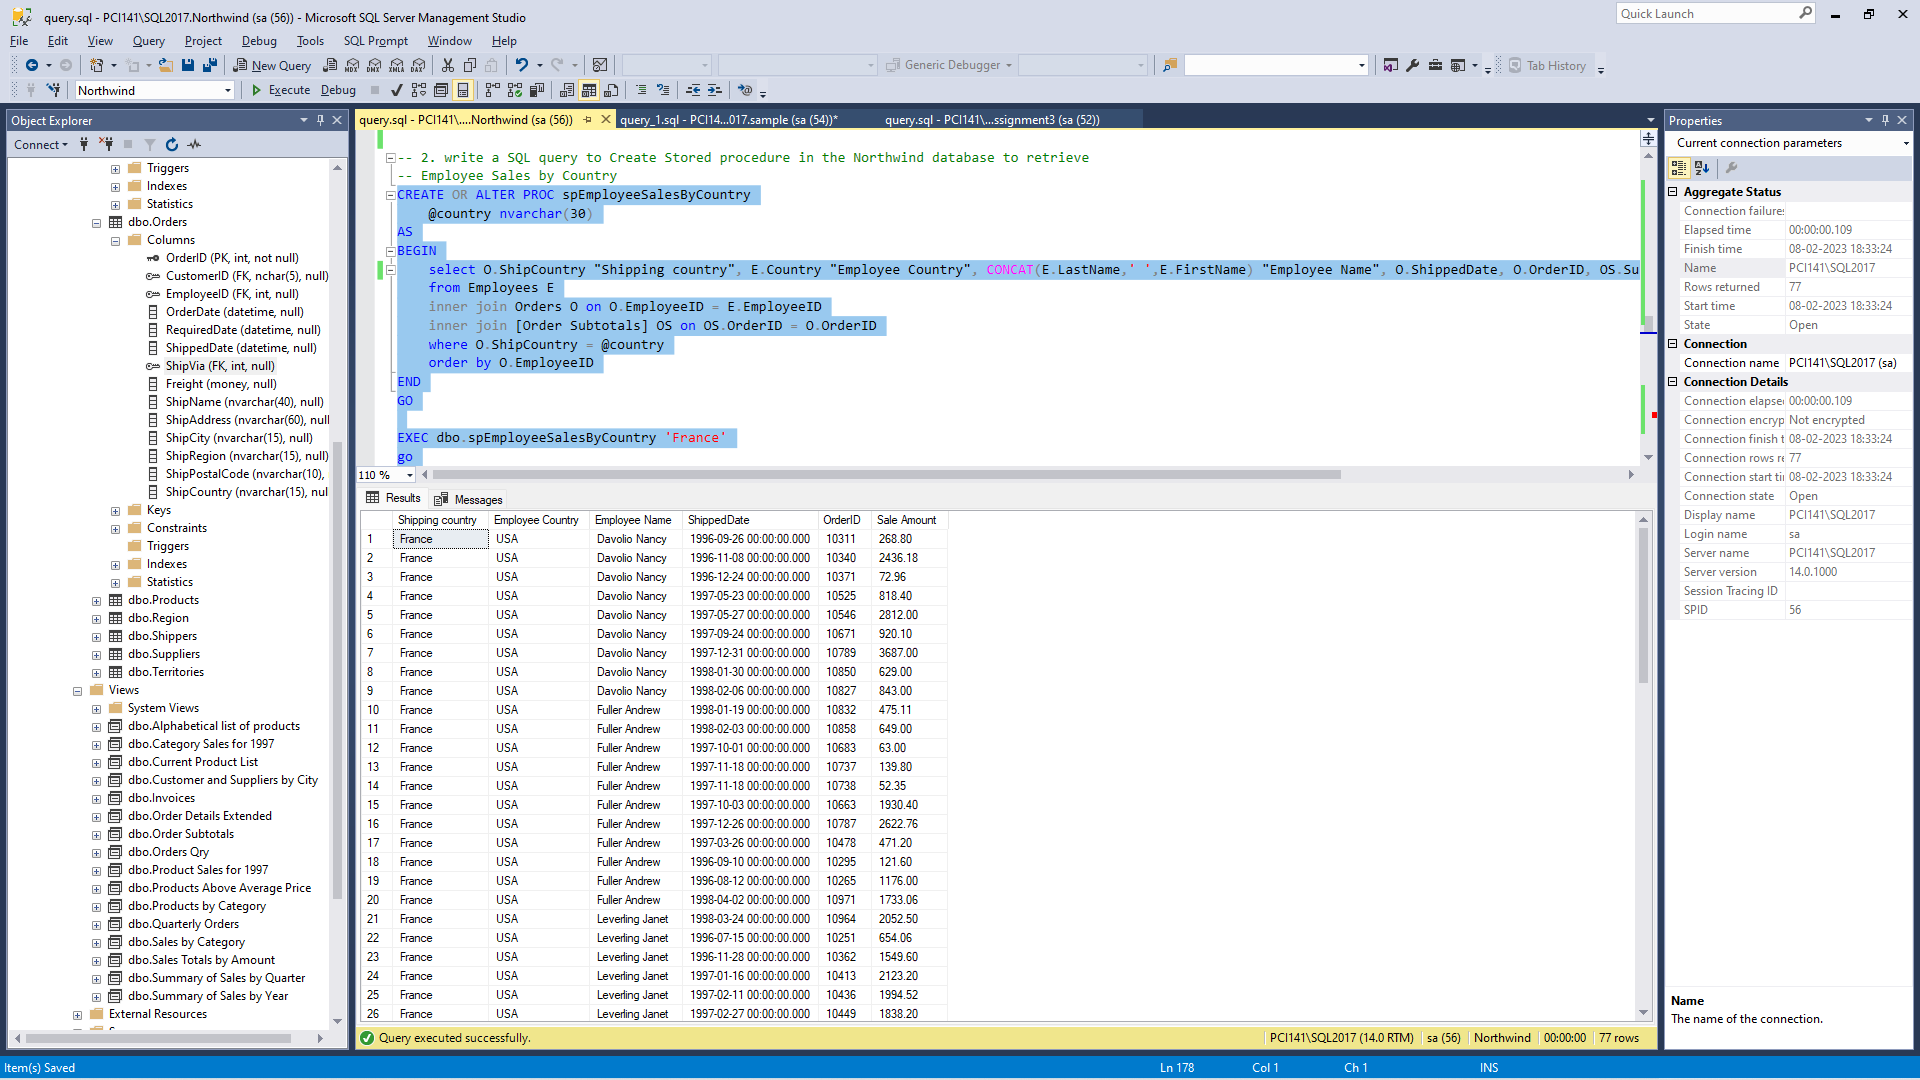 query.sql - PCI141\SQL2017.Northwind (sa (56)) - Microsoft SQL Server Management Studio
Quick Launch
File Edit View Query Project Debug Tools SQL Prompt Window Help
New Query
MDX DMX XMLA DAX
Generic Debugger
Tab History
Northwind
Execute Debug
Object Explorer
Connect
Triggers
Indexes
Statistics
dbo.Orders
Columns
OrderID (PK, int, not null)
CustomerID (FK, nchar(5), null)
EmployeeID (FK, int, null)
OrderDate (datetime, null)
RequiredDate (datetime, null)
ShippedDate (datetime, null)
ShipVia (FK, int, null)
Freight (money, null)
ShipName (nvarchar(40), null)
ShipAddress (nvarchar(60), null
ShipCity (nvarchar(15), null)
ShipRegion (nvarchar(15), null)
ShipPostalCode (nvarchar(10),
ShipCountry (nvarchar(15), null
Keys
Constraints
Triggers
Indexes
Statistics
dbo.Products
dbo.Region
dbo.Shippers
dbo.Suppliers
dbo.Territories
Views
System Views
dbo.Alphabetical list of products
dbo.Category Sales for 1997
dbo.Current Product List
dbo.Customer and Suppliers by City
dbo.Invoices
dbo.Order Details Extended
dbo.Order Subtotals
dbo.Orders Qry
dbo.Product Sales for 1997
dbo.Products Above Average Price
dbo.Products by Category
dbo.Quarterly Orders
dbo.Sales by Category
dbo.Sales Totals by Amount
dbo.Summary of Sales by Quarter
dbo.Summary of Sales by Year
External Resources
query.sql - PCI141\....Northwind (sa (56))
query_1.sql - PCI14...017.sample (sa (54))*
query.sql - PCI141\...ssignment3 (sa (52))
-- 2. write a SQL query to Create Stored procedure in the Northwind database to retrieve
-- Employee Sales by Country
CREATE OR ALTER PROC spEmployeeSalesByCountry
@country nvarchar(30)
AS
BEGIN
select O.ShipCountry "Shipping country", E.Country "Employee Country", CONCAT(E.LastName,' ',E.FirstName) "Employee Name", O.ShippedDate, O.OrderID, OS.Su
from Employees E
inner join Orders O on O.EmployeeID = E.EmployeeID
inner join [Order Subtotals] OS on OS.OrderID = O.OrderID
where O.ShipCountry = @country
order by O.EmployeeID
END
GO
EXEC dbo.spEmployeeSalesByCountry 'France'
go
110 %
Results Messages
Shipping country Employee Country Employee Name ShippedDate OrderID Sale Amount
1 France USA Davolio Nancy 1996-09-26 00:00:00.000 10311 268.80
2 France USA Davolio Nancy 1996-11-08 00:00:00.000 10340 2436.18
3 France USA Davolio Nancy 1996-12-24 00:00:00.000 10371 72.96
4 France USA Davolio Nancy 1997-05-23 00:00:00.000 10525 818.40
5 France USA Davolio Nancy 1997-05-27 00:00:00.000 10546 2812.00
6 France USA Davolio Nancy 1997-09-24 00:00:00.000 10671 920.10
7 France USA Davolio Nancy 1997-12-31 00:00:00.000 10789 3687.00
8 France USA Davolio Nancy 1998-01-30 00:00:00.000 10850 629.00
9 France USA Davolio Nancy 1998-02-06 00:00:00.000 10827 843.00
10 France USA Fuller Andrew 1998-01-19 00:00:00.000 10832 475.11
11 France USA Fuller Andrew 1998-02-03 00:00:00.000 10858 649.00
12 France USA Fuller Andrew 1997-10-01 00:00:00.000 10683 63.00
13 France USA Fuller Andrew 1997-11-18 00:00:00.000 10737 139.80
14 France USA Fuller Andrew 1997-11-18 00:00:00.000 10738 52.35
15 France USA Fuller Andrew 1997-10-03 00:00:00.000 10663 1930.40
16 France USA Fuller Andrew 1997-12-26 00:00:00.000 10787 2622.76
17 France USA Fuller Andrew 1997-03-26 00:00:00.000 10478 471.20
18 France USA Fuller Andrew 1996-09-10 00:00:00.000 10295 121.60
19 France USA Fuller Andrew 1996-08-12 00:00:00.000 10265 1176.00
20 France USA Fuller Andrew 1998-04-02 00:00:00.000 10971 1733.06
21 France USA Leverling Janet 1998-03-24 00:00:00.000 10964 2052.50
22 France USA Leverling Janet 1996-07-15 00:00:00.000 10251 654.06
23 France USA Leverling Janet 1996-11-28 00:00:00.000 10362 1549.60
24 France USA Leverling Janet 1997-01-16 00:00:00.000 10413 2123.20
25 France USA Leverling Janet 1997-02-11 00:00:00.000 10436 1994.52
26 France USA Leverling Janet 1997-02-27 00:00:00.000 10449 1838.20
Query executed successfully.
PCI141\SQL2017 (14.0 RTM) sa (56) Northwind 00:00:00 77 rows
Properties
Current connection parameters
Aggregate Status
Connection failures
Elapsed time 00:00:00.109
Finish time 08-02-2023 18:33:24
Name PCI141\SQL2017
Rows returned 77
Start time 08-02-2023 18:33:24
State Open
Connection
Connection name PCI141\SQL2017 (sa)
Connection Details
Connection elapse 00:00:00.109
Connection encryp Not encrypted
Connection finish t 08-02-2023 18:33:24
Connection rows re 77
Connection start ti 08-02-2023 18:33:24
Connection state Open
Display name PCI141\SQL2017
Login name sa
Server name PCI141\SQL2017
Server version 14.0.1000
Session Tracing ID
SPID 56
Name
The name of the connection.
Item(s) Saved
Ln 178 Col 1 Ch 1 INS